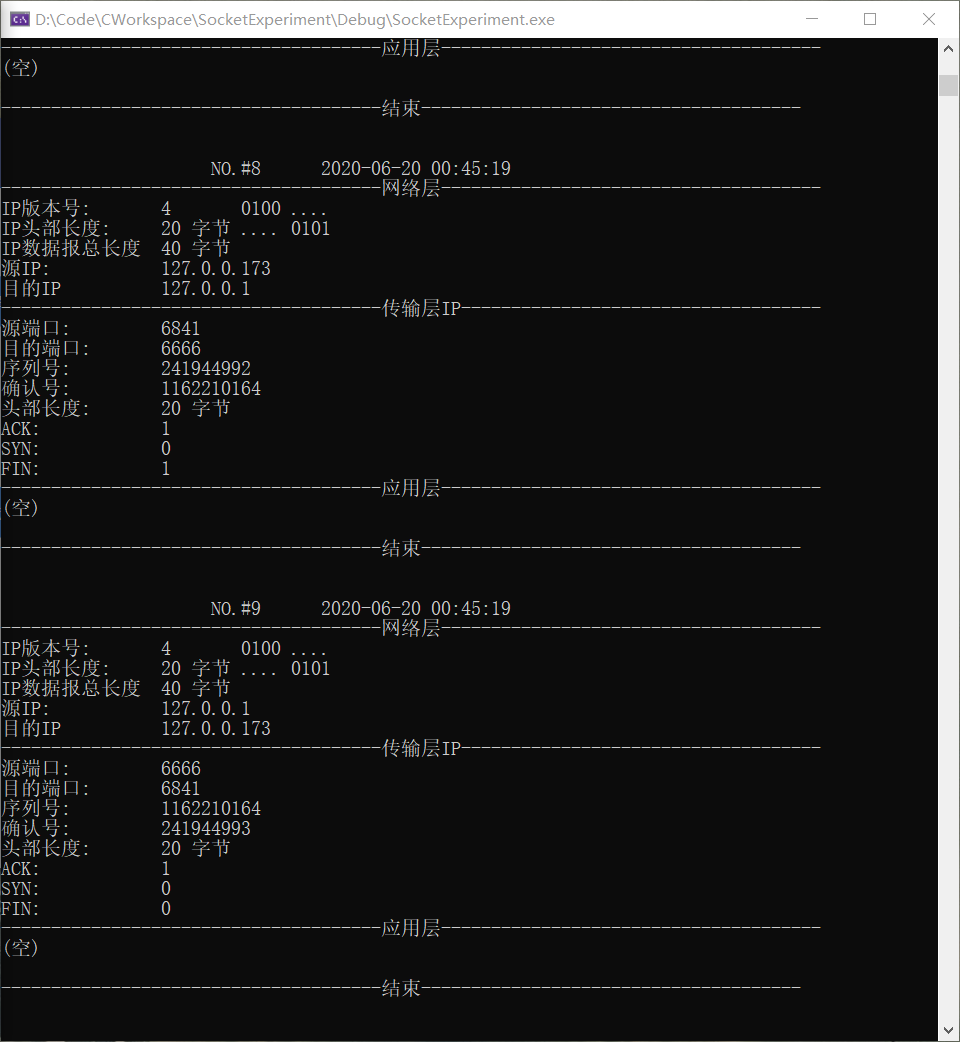 D:\Code\CWorkspace\SocketExperiment\Debug\SocketExperiment.exe
--------------------------------------应用层--------------------------------------
(空)
--------------------------------------结束--------------------------------------
NO.#8      2020-06-20 00:45:19
--------------------------------------网络层--------------------------------------
IP版本号:       4       0100 ....
IP头部长度:     20 字节 .... 0101
IP数据报总长度  40 字节
源IP:           127.0.0.173
目的IP          127.0.0.1
--------------------------------------传输层IP------------------------------------
源端口:         6841
目的端口:       6666
序列号:         241944992
确认号:         1162210164
头部长度:       20 字节
ACK:            1
SYN:            0
FIN:            1
--------------------------------------应用层--------------------------------------
(空)
--------------------------------------结束--------------------------------------
NO.#9      2020-06-20 00:45:19
--------------------------------------网络层--------------------------------------
IP版本号:       4       0100 ....
IP头部长度:     20 字节 .... 0101
IP数据报总长度  40 字节
源IP:           127.0.0.1
目的IP          127.0.0.173
--------------------------------------传输层IP------------------------------------
源端口:         6666
目的端口:       6841
序列号:         1162210164
确认号:         241944993
头部长度:       20 字节
ACK:            1
SYN:            0
FIN:            0
--------------------------------------应用层--------------------------------------
(空)
--------------------------------------结束--------------------------------------